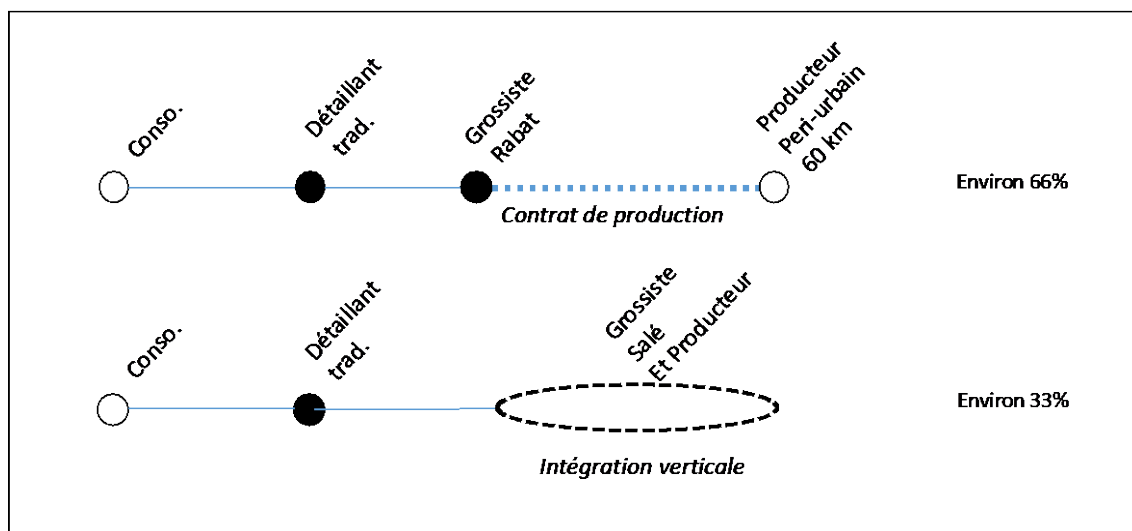 Conso.
Détaillant
trad.
Grossiste
Rabat
Producteur
Peri-urbain
60 km
Environ 66%
Contrat de production
Conso.
Détaillant
trad.
Grossiste
Salé
Et Producteur
Environ 33%
Intégration verticale